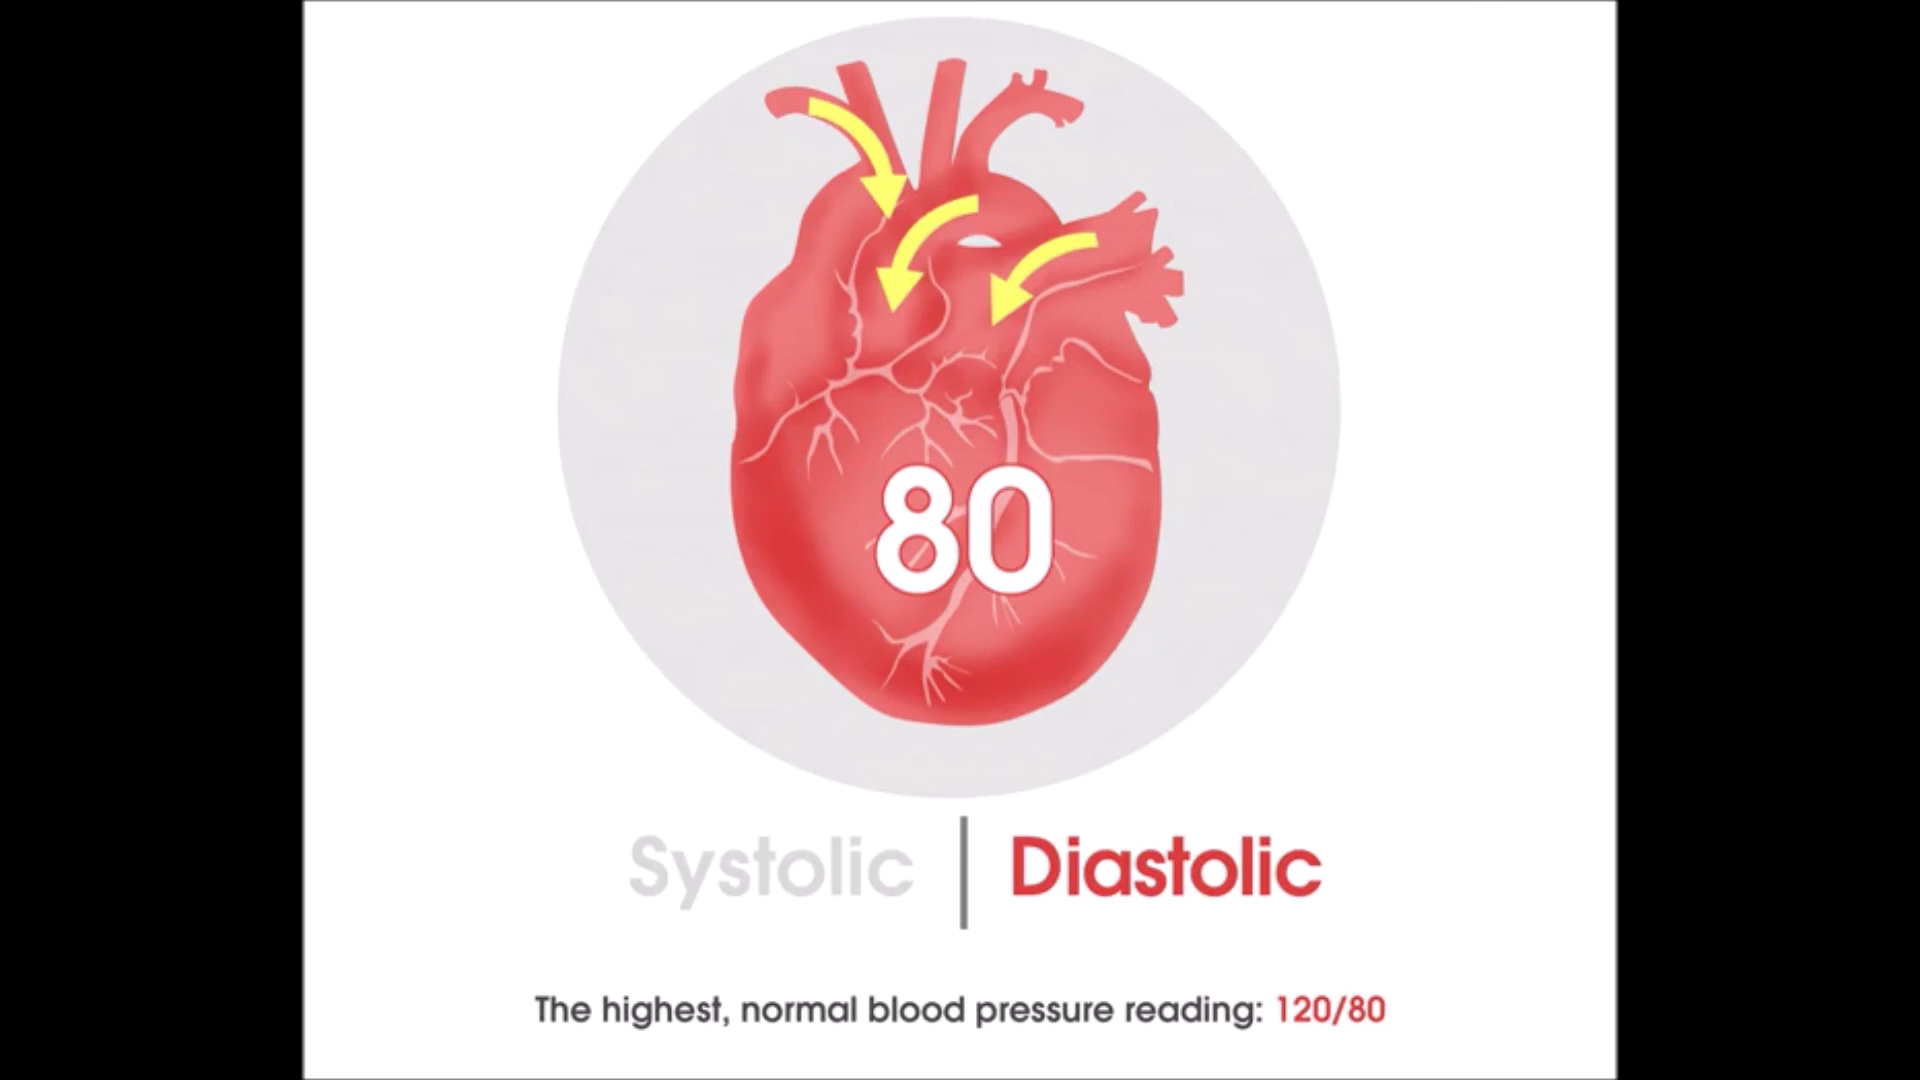 80
Systolic | Diastolic
The highest, normal blood pressure reading: 120/80